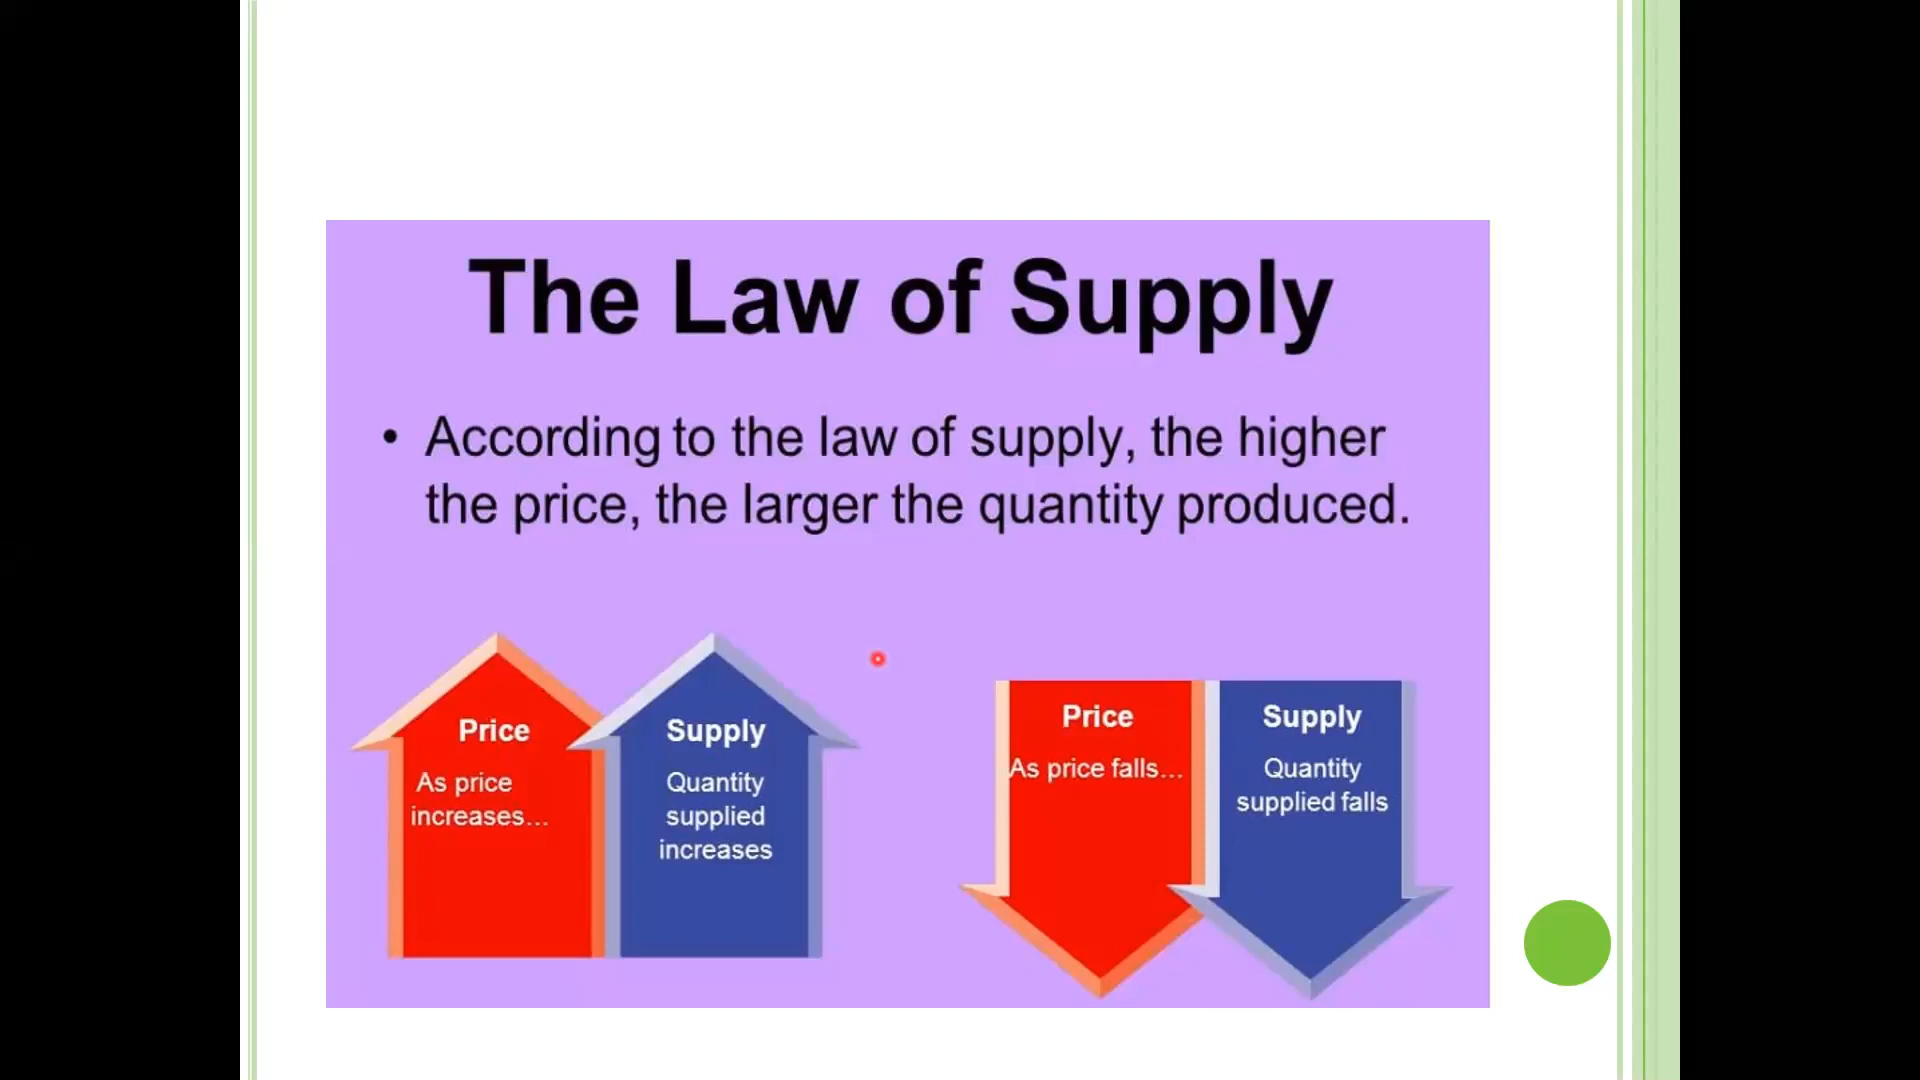 The Law of Supply
• According to the law of supply, the higher
the price, the larger the quantity produced.
Price
As price
increases...
Supply
Quantity
supplied
increases
Price
As price falls...
Supply
Quantity
supplied falls